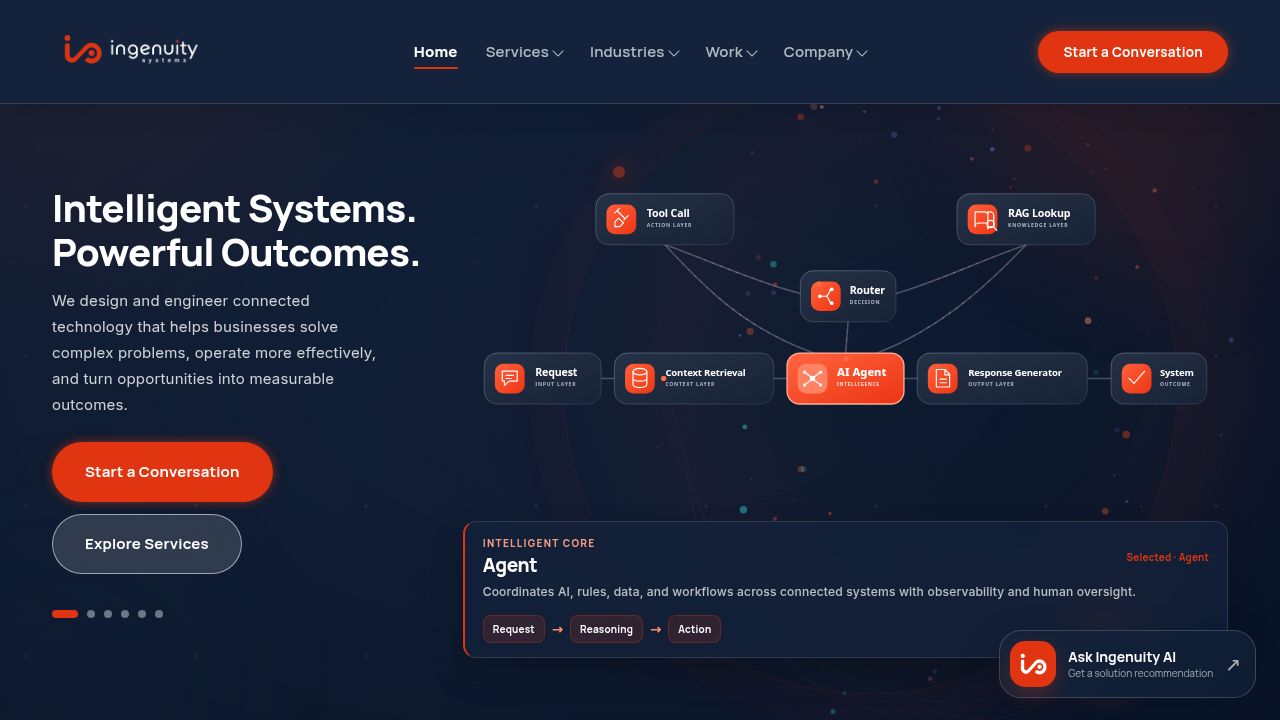 ingenuity
systems
Home
Services
Industries
Work
Company
Start a Conversation
Intelligent Systems.
Powerful Outcomes.
We design and engineer connected
technology that helps businesses solve
complex problems, operate more effectively,
and turn opportunities into measurable
outcomes.
Start a Conversation
Explore Services
Tool Call
ACTION LAYER
RAG Lookup
KNOWLEDGE LAYER
Router
DECISION
Request
INPUT LAYER
Context Retrieval
CONTEXT LAYER
AI Agent
INTELLIGENCE
Response Generator
OUTPUT LAYER
System
OUTCOME
INTELLIGENT CORE
Agent
Selected · Agent
Coordinates AI, rules, data, and workflows across connected systems with observability and human oversight.
Request → Reasoning → Action
Ask Ingenuity AI
Get a solution recommendation ↗